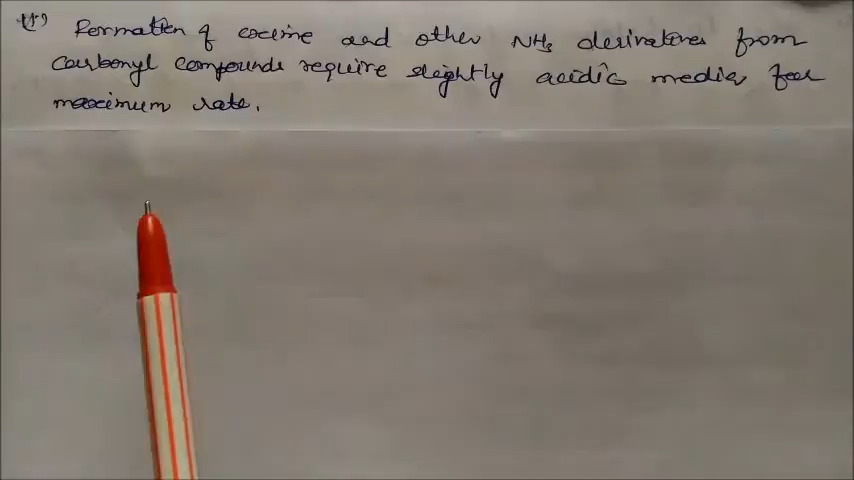 (i) Formation of oxime and other NH3 derivatives from
Carbonyl compounds require slightly acidic media for
maximum rate.